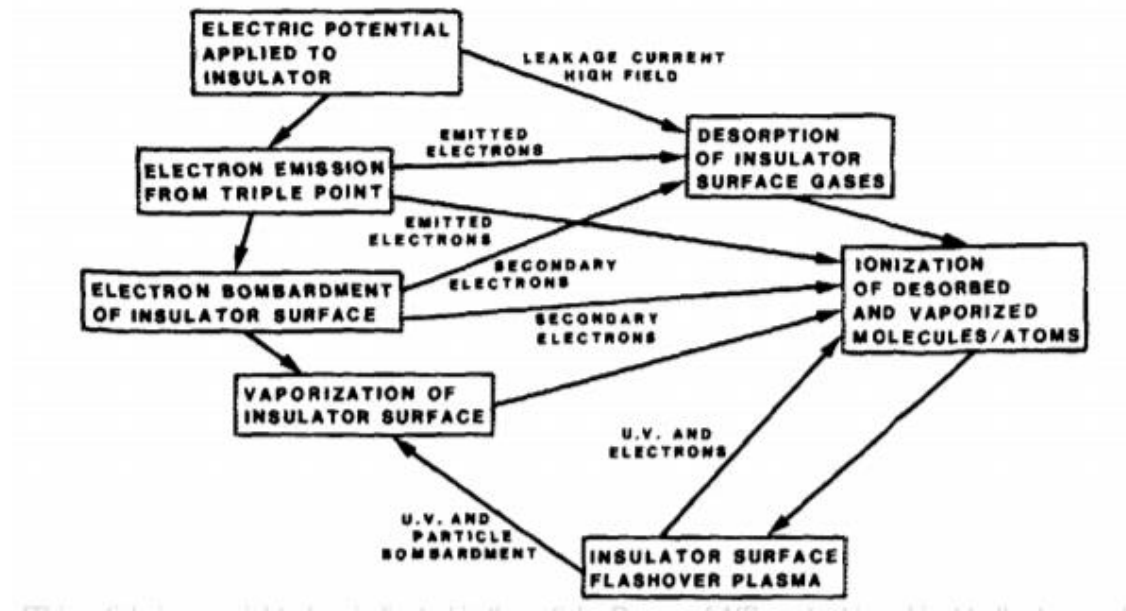 ELECTRIC POTENTIAL
APPLIED TO
INSULATOR
LEAKAGE CURRENT
HIGH FIELD
DESORPTION
OF INSULATOR
SURFACE GASES
EMITTED
ELECTRONS
ELECTRON EMISSION
FROM TRIPLE POINT
EMITTED
ELECTRONS
IONIZATION
OF DESORBED
AND VAPORIZED
MOLECULES/ATOMS
SECONDARY
ELECTRONS
ELECTRON BOMBARDMENT
OF INSULATOR SURFACE
SECONDARY
ELECTRONS
VAPORIZATION OF
INSULATOR SURFACE
U.V. AND
ELECTRONS
U.V. AND
PARTICLE
BOMBARDMENT
INSULATOR SURFACE
FLASHOVER PLASMA